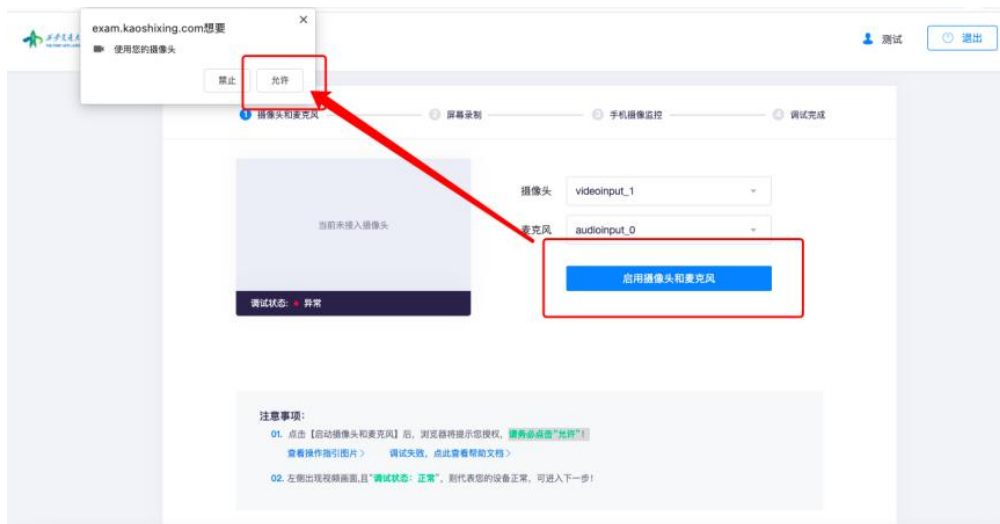 exam.kaoshixing.com想要
使用您的摄像头
禁止
允许
测试
退出
1 摄像头和麦克风
2 屏幕录制
3 手机摄像监控
4 调试完成
当前未接入摄像头
调试状态: 异常
摄像头 videoinput_1
麦克风 audioinput_0
启用摄像头和麦克风
注意事项:
01. 点击【启动摄像头和麦克风】后, 浏览器将提示您授权, 请务必点击"允许"!
查看操作指引图片> 调试失败, 点此查看帮助文档>
02. 左侧出现视频画面,且"调试状态: 正常", 则代表您的设备正常, 可进入下一步!